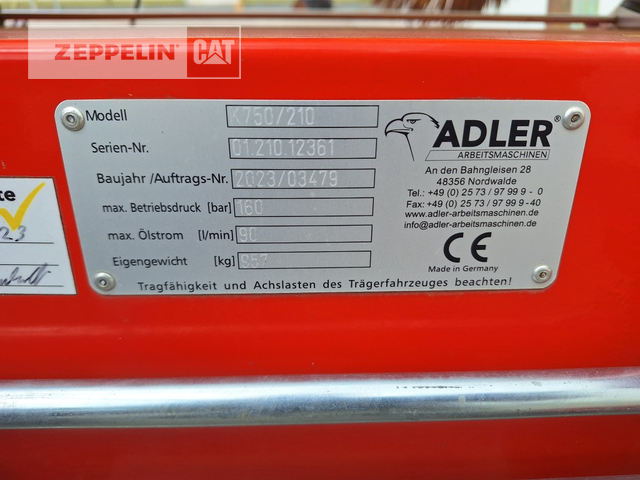 ZEPPELIN CAT
Modell K750/210
Serien-Nr. 01.210.12361
Baujahr /Auftrags-Nr. 2023/03479
max. Betriebsdruck [bar] 160
max. Ölstrom [l/min] 90
Eigengewicht [kg]
ADLER®
ARBEITSMASCHINEN
An den Bahngleisen 28
48356 Nordwalde
Tel.: +49 (0) 25 73 / 97 99 9 - 0
Fax: +49 (0) 25 73 / 97 99 9 -40
www.adler-arbeitsmaschinen.de
info@adler-arbeitsmaschinen.de
CE
Made in Germany
Tragfähigkeit und Achslasten des Trägerfahrzeuges beachten!
te
23